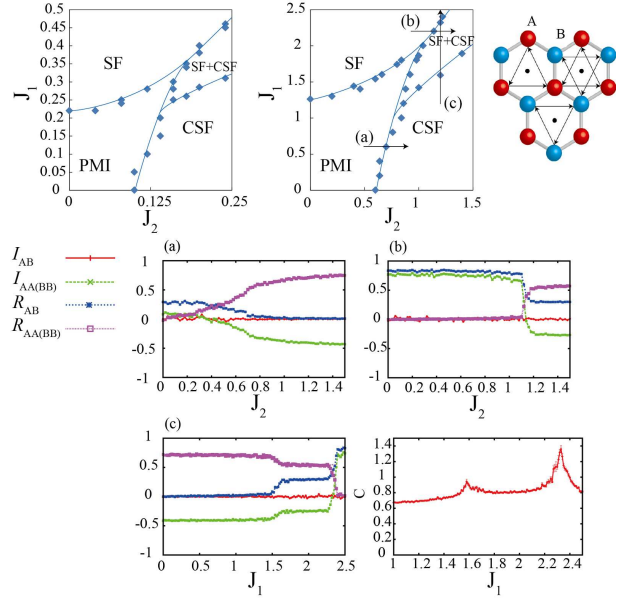 0.5
0.45
0.4
0.35
0.3
0.25
0.2
0.15
0.1
0.05
0
J1
SF
SF+CSF
CSF
PMI
0
0.125
0.25
J2
2.5
2
1.5
1
0.5
0
J1
(b)
SF
SF+CSF
(c)
(a)
CSF
PMI
0
0.5
1
1.5
J2
A
B
IAB
IAA(BB)
RAB
RAA(BB)
(a)
1
0.5
0
-0.5
-1
0 0.2 0.4 0.6 0.8 1 1.2 1.4
J2
(b)
1
0.5
0
-0.5
-1
0 0.2 0.4 0.6 0.8 1 1.2 1.4
J2
(c)
1
0.5
0
-0.5
-1
0 0.5 1 1.5 2 2.5
J1
C
1.4
1.2
1
0.8
0.6
0.4
0.2
0
1 1.2 1.4 1.6 1.8 2 2.2 2.4
J1